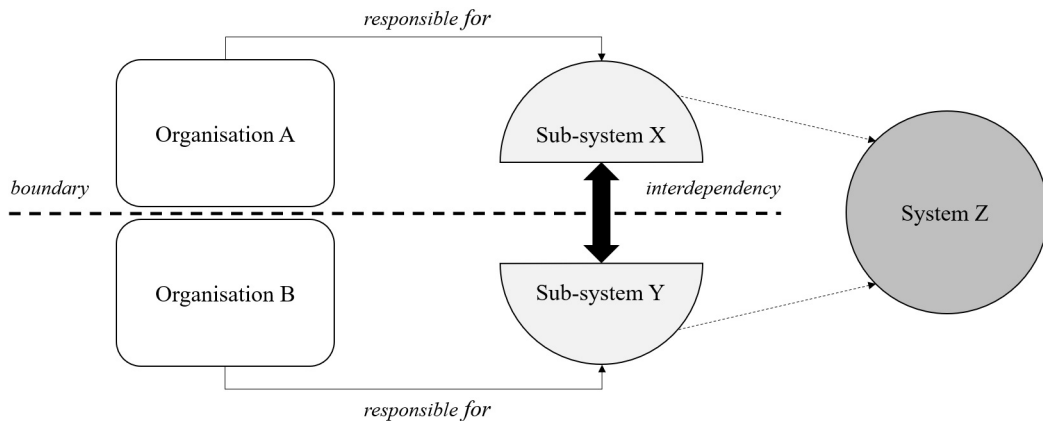 responsible for
Organisation A
Sub-system X
boundary
interdependency
System Z
Organisation B
Sub-system Y
responsible for